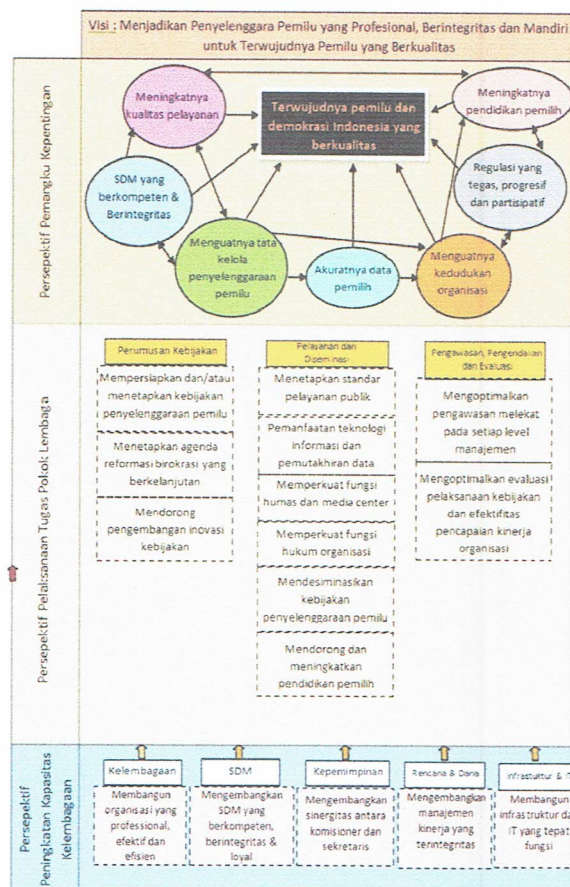 Visi : Menjadikan Penyelenggara Pemilu yang Profesional, Berintegritas dan Mandiri
untuk Terwujudnya Pemilu yang Berkualitas
Persepektif Pemangku Kepentingan
Meningkatnya
kualitas pelayanan
Terwujudnya pemilu dan
demokrasi Indonesia yang
berkualitas
Meningkatnya
pendidikan pemilih
SDM yang
berkompeten &
Berintegritas
Regulasi yang
tegas, progresif
dan partisipatif
Menguatnya tata
kelola
penyelenggaraan
pemilu
Akuratnya data
pemilih
Menguatnya
kedudukan
organisasi
Persepektif Pelaksanaan Tugas Pokok Lembaga
Perumusan Kebijakan
Mempersiapkan dan/atau
menetapkan kebijakan
penyelenggaraan pemilu
Menetapkan agenda
reformasi birokrasi yang
berkelanjutan
Mendorong
pengembangan inovasi
kebijakan
Pelayanan dan
Diseminasi
Menetapkan standar
pelayanan publik
Pemanfaatan teknologi
informasi dan
pemutakhiran data
Memperkuat fungsi
humas dan media center
Memperkuat fungsi
hukum organisasi
Mendesiminasikan
kebijakan
penyelenggaraan pemilu
Mendorong dan
meningkatkan
pendidikan pemilih
Pengawasan, Pengendalian
dan Evaluasi
Mengoptimalkan
pengawasan melekat
pada setiap level
manajemen
Mengoptimalkan evaluasi
pelaksanaan kebijakan
dan efektifitas
pencapaian kinerja
organisasi
Persepektif
Peningkatan Kapasitas
Kelembagaan
Kelembagaan
Membangun
organisasi yang
professional,
efektif dan
efisien
SDM
Mengembangkan
SDM yang
berkompeten,
berintegritas &
loyal
Kepemimpinan
Mengembangkan
sinergitas antara
komisioner dan
sekretaris
Rencana & Dana
Mengembangkan
manajemen
kinerja yang
terintegritas
Infrastuktur & IT
Membangun
infrastruktur dan
IT yang tepat
fungsi